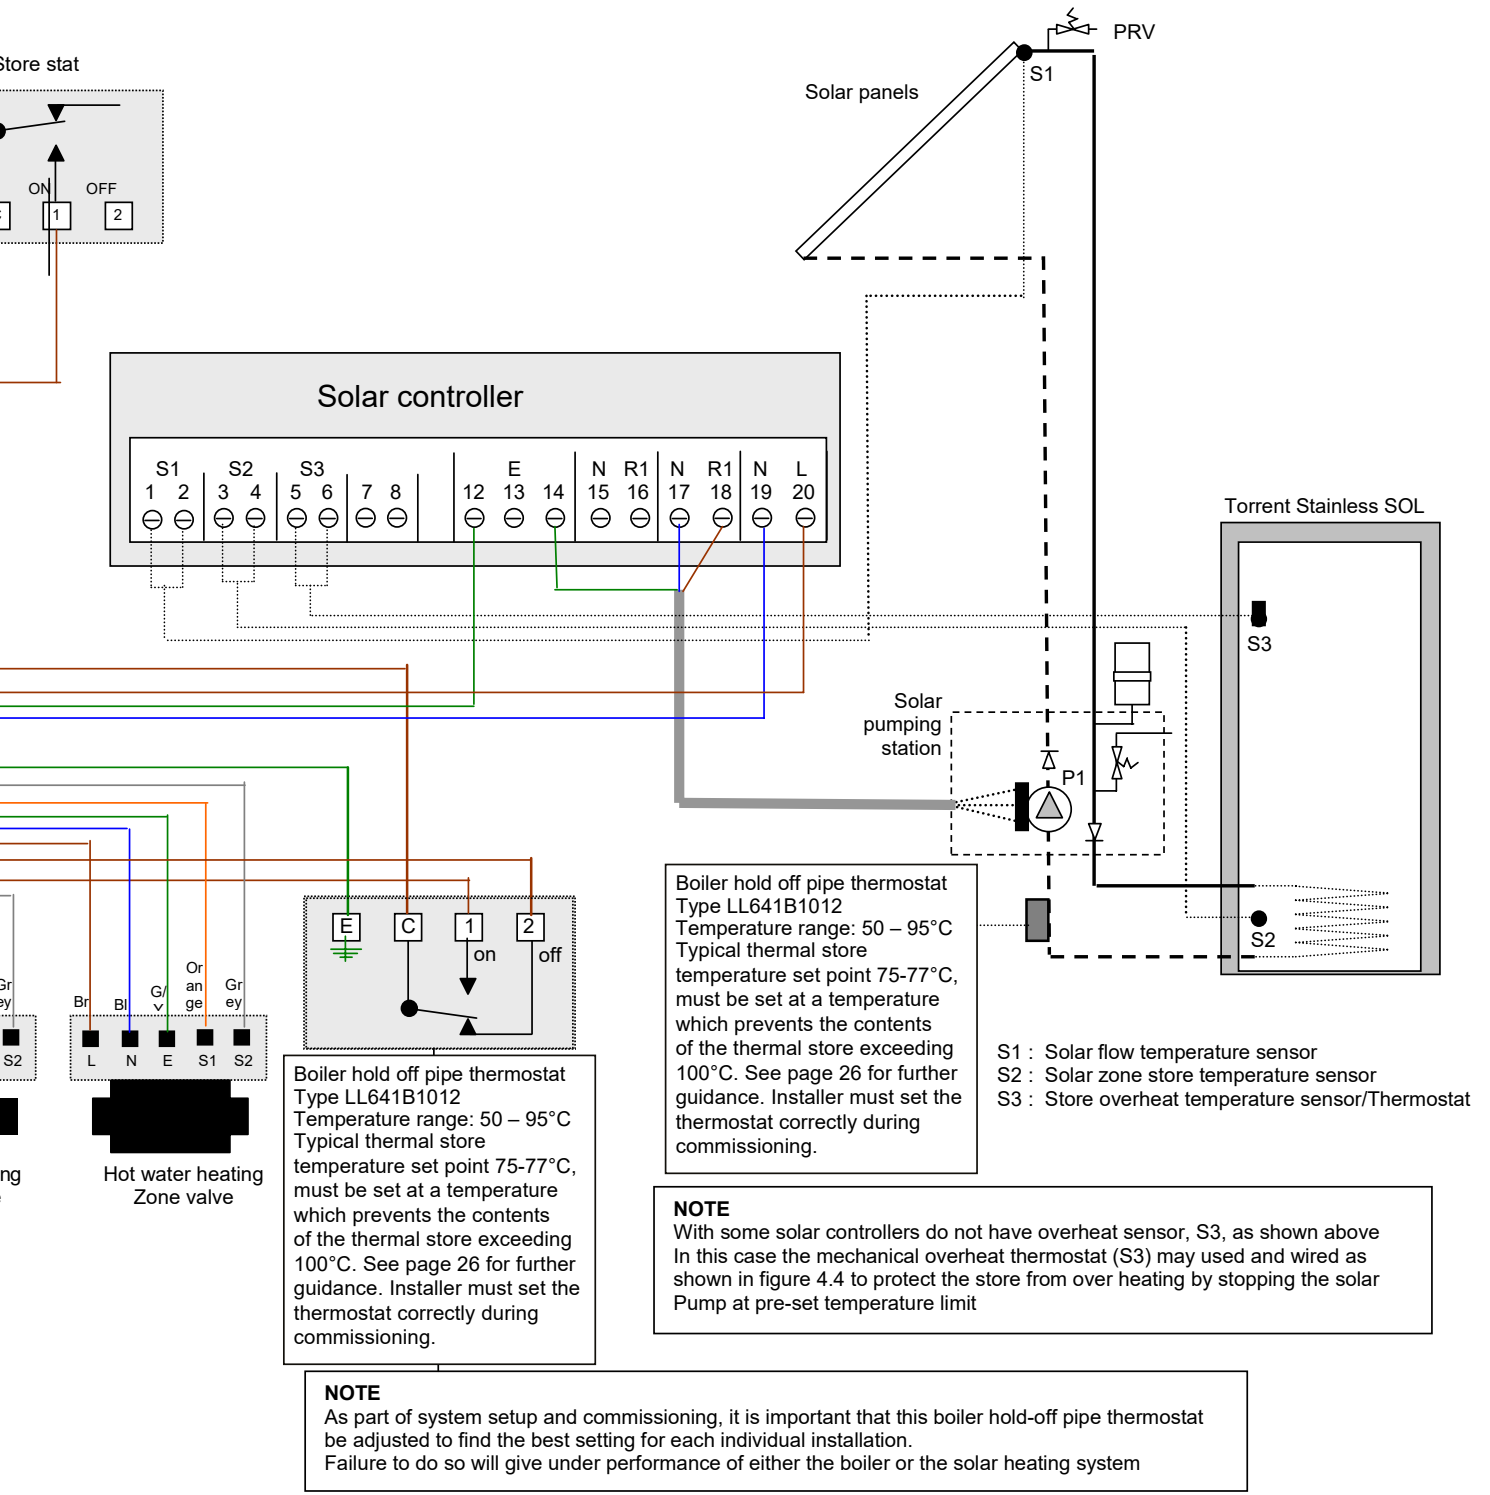 Store stat
PRV
S1
Solar panels
ON OFF
1 2
Solar controller
S1 S2 S3 E N R1 N R1 N L
1 2 3 4 5 6 7 8 12 13 14 15 16 17 18 19 20
Torrent Stainless SOL
S3
Solar
pumping
station
P1
S2
E C 1 2
on off
Boiler hold off pipe thermostat
Type LL641B1012
Temperature range: 50 – 95°C
Typical thermal store
temperature set point 75-77°C,
must be set at a temperature
which prevents the contents
of the thermal store exceeding
100°C. See page 26 for further
guidance. Installer must set the
thermostat correctly during
commissioning.
S1 : Solar flow temperature sensor
S2 : Solar zone store temperature sensor
S3 : Store overheat temperature sensor/Thermostat
Gr
ey
Br
Bl
G/
Or
an
ge
Gr
ey
S2
L N E S1 S2
ng
Hot water heating
Zone valve
Boiler hold off pipe thermostat
Type LL641B1012
Temperature range: 50 – 95°C
Typical thermal store
temperature set point 75-77°C,
must be set at a temperature
which prevents the contents
of the thermal store exceeding
100°C. See page 26 for further
guidance. Installer must set the
thermostat correctly during
commissioning.
NOTE
With some solar controllers do not have overheat sensor, S3, as shown above
In this case the mechanical overheat thermostat (S3) may used and wired as
shown in figure 4.4 to protect the store from over heating by stopping the solar
Pump at pre-set temperature limit
NOTE
As part of system setup and commissioning, it is important that this boiler hold-off pipe thermostat
be adjusted to find the best setting for each individual installation.
Failure to do so will give under performance of either the boiler or the solar heating system